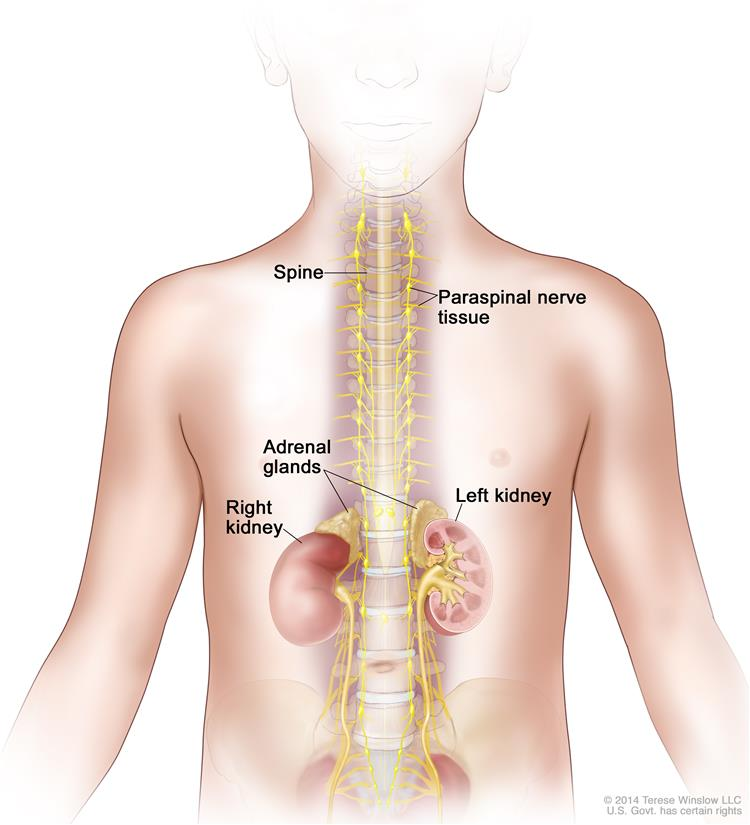 Spine
Paraspinal nerve
tissue
Adrenal
glands
Left kidney
Right
kidney
© 2014 Terese Winslow LLC
U.S. Govt. has certain rights